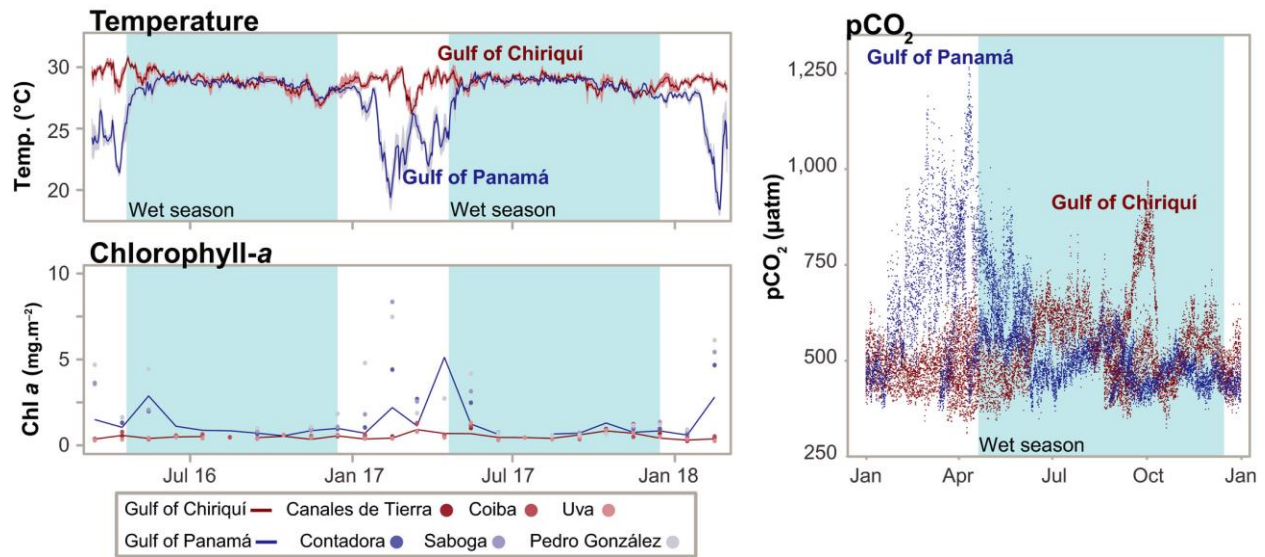 Temperature
Gulf of Chiriquí
Temp. (°C)
30
25
20
Gulf of Panamá
Wet season
Wet season
Chlorophyll-a
Chl a (mg.m⁻²)
10
5
0
Jul 16
Jan 17
Jul 17
Jan 18
Gulf of Chiriquí
Canales de Tierra
Coiba
Uva
Gulf of Panamá
Contadora
Saboga
Pedro González
pCO₂
Gulf of Panamá
Gulf of Chiriquí
pCO₂ (µatm)
1,250
1,000
750
500
250
Wet season
Jan
Apr
Jul
Oct
Jan